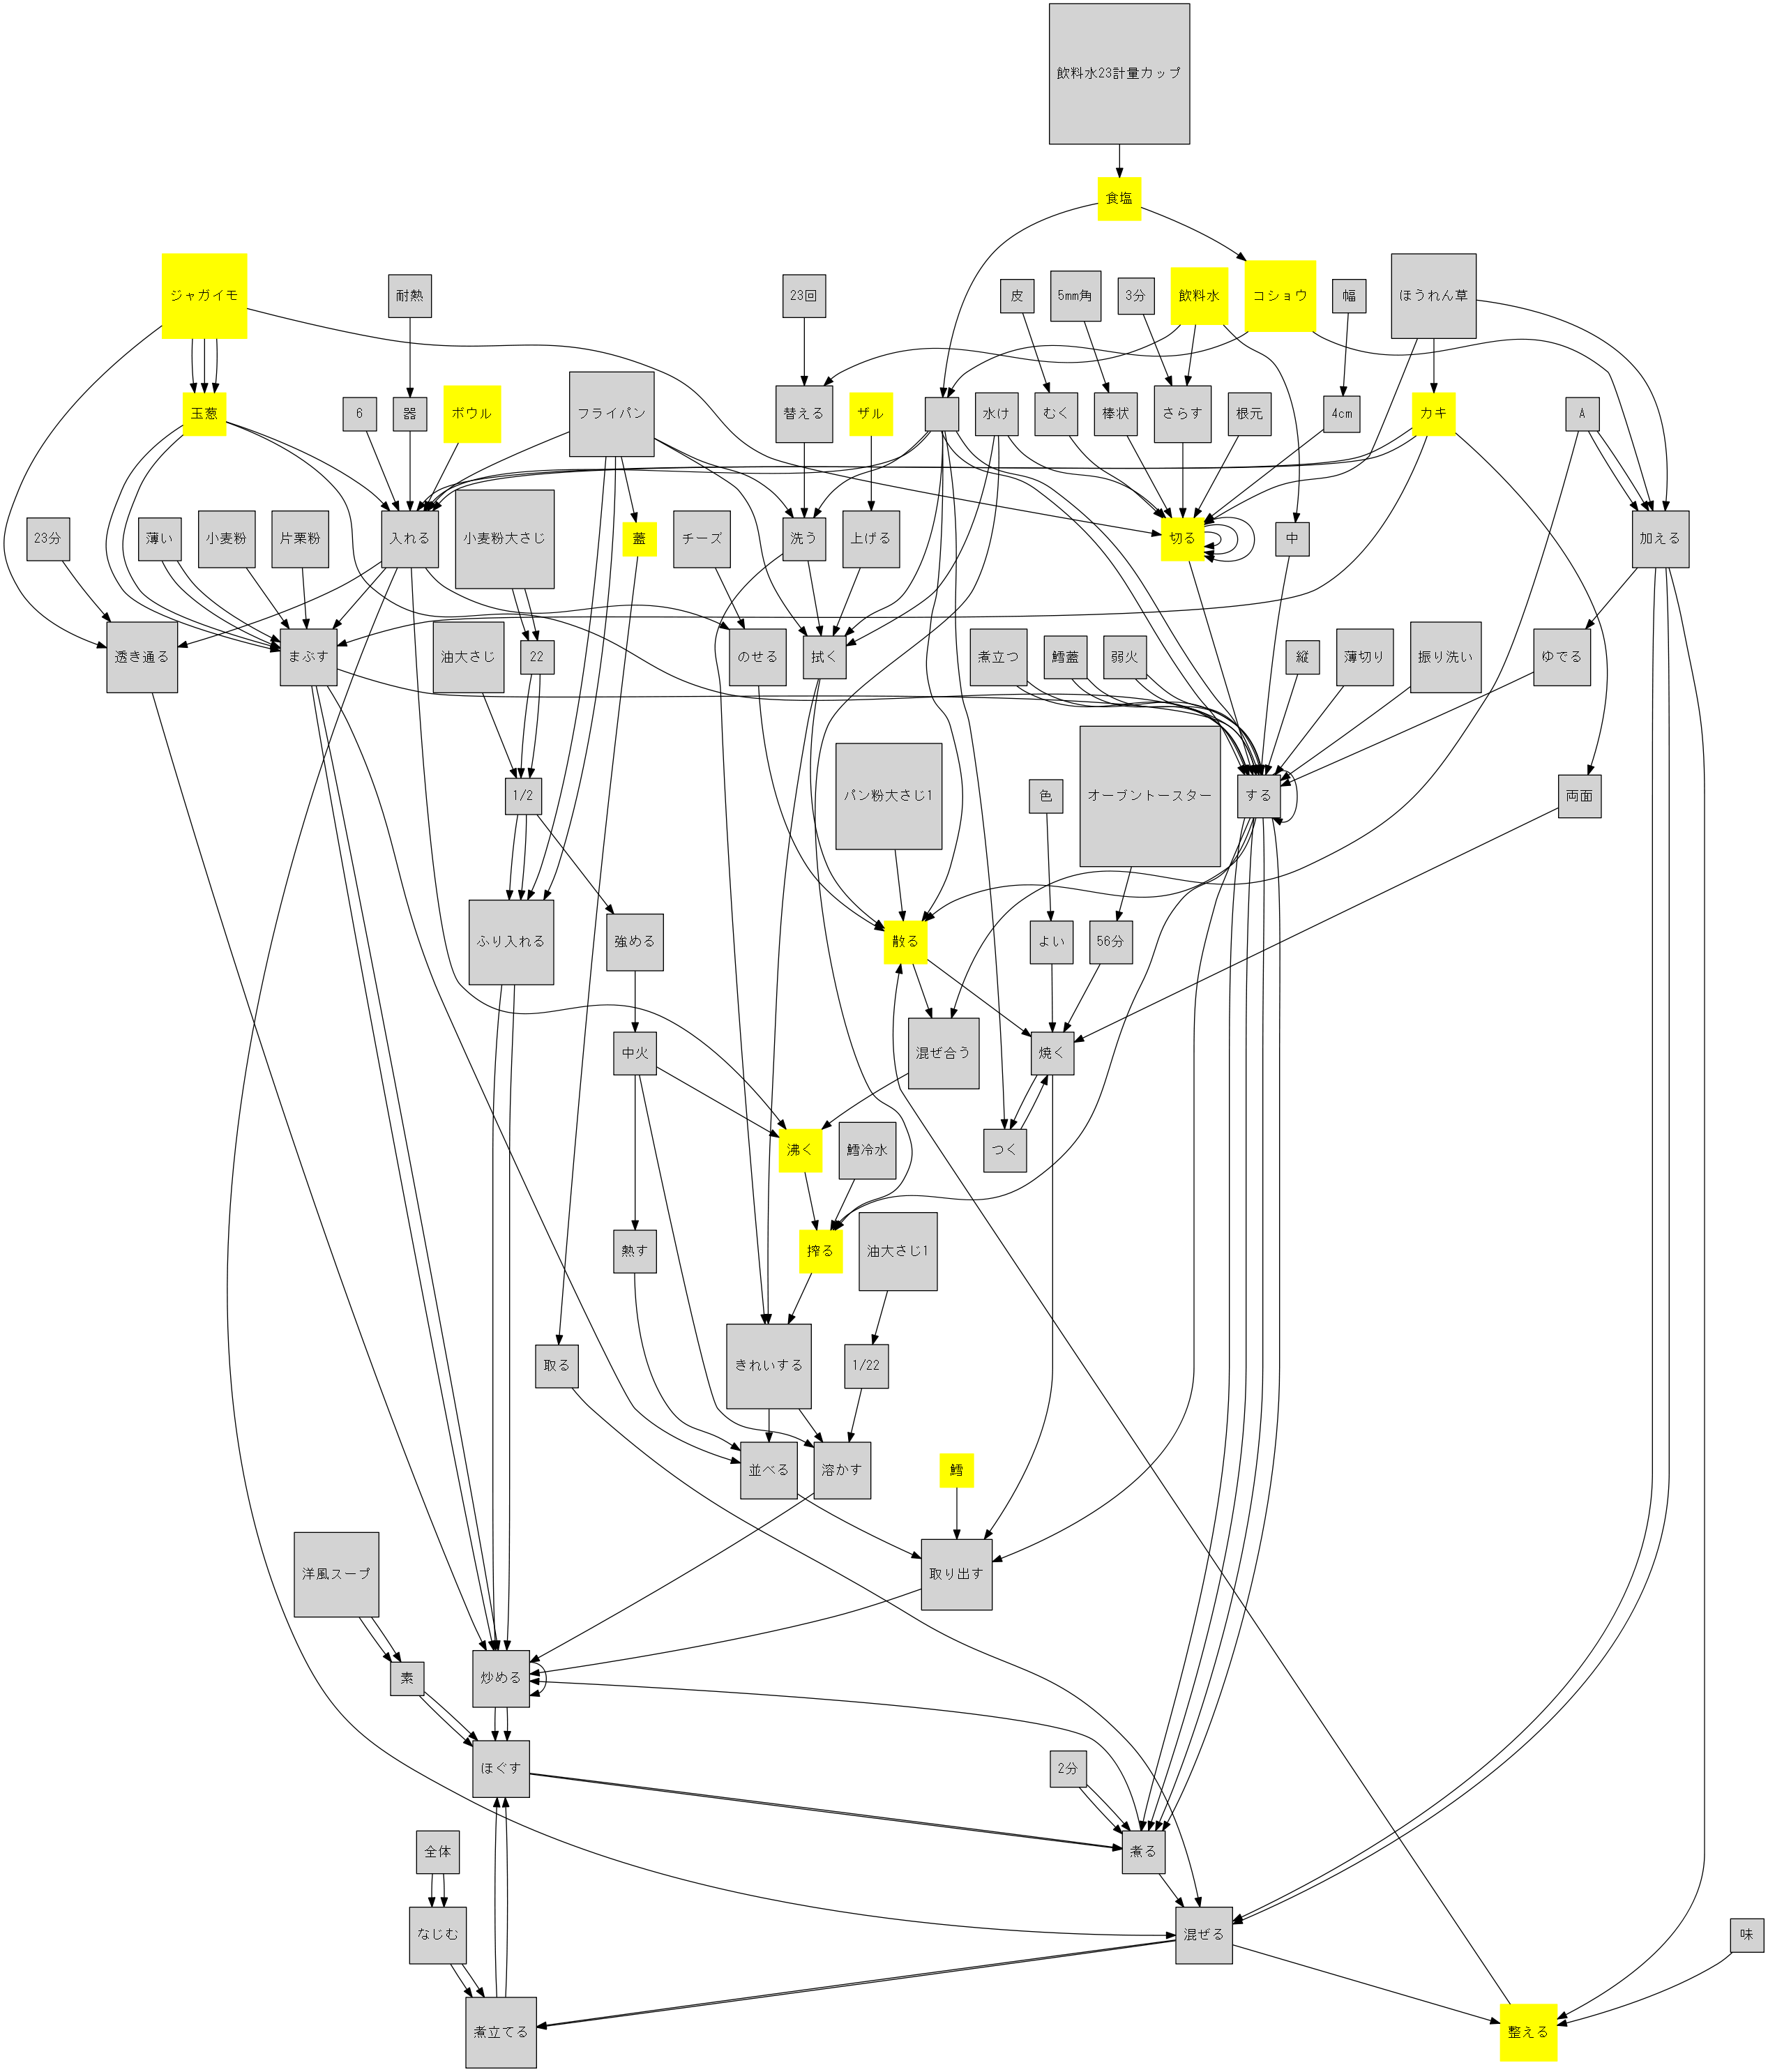 飲料水23計量カップ
食塩
ジャガイモ
耐熱
23回
皮
5mm角
3分
飲料水
コショウ
幅
ほうれん草
玉葱
6
器
ボウル
フライパン
替える
ザル
水け
むく
棒状
さらす
根元
4cm
カキ
A
23分
薄い
小麦粉
片栗粉
入れる
小麦粉大さじ
蓋
チーズ
洗う
上げる
切る
中
加える
透き通る
まぶす
油大さじ
22
のせる
拭く
煮立つ
鱈蓋
弱火
縦
薄切り
振り洗い
ゆでる
1/2
パン粉大さじ1
色
オーブントースター
する
両面
ふり入れる
強める
散る
よい
56分
中火
混ぜ合う
焼く
沸く
鱈冷水
つく
熱す
搾る
油大さじ1
取る
きれいする
1/22
並べる
溶かす
鱈
洋風スープ
取り出す
素
炒める
ほぐす
2分
全体
煮る
なじむ
混ぜる
味
煮立てる
整える